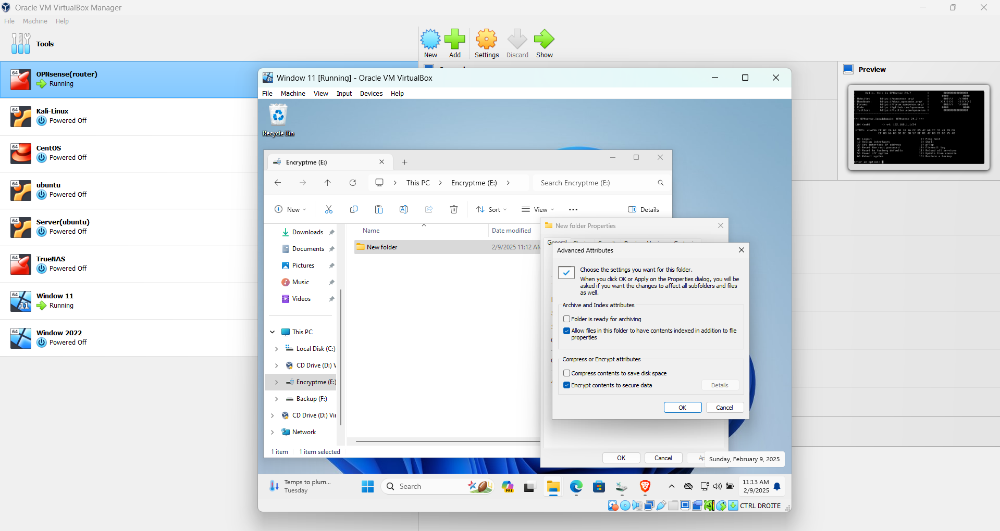 Oracle VM VirtualBox Manager
File Machine Help
Tools
New Add Settings Discard Show
OPNsense(router)
Running
Kali-Linux
Powered Off
CentOS
Powered Off
ubuntu
Powered Off
Server(ubuntu)
Powered Off
TrueNAS
Powered Off
Window 11
Running
Window 2022
Powered Off
Preview
Window 11 [Running] - Oracle VM VirtualBox
File Machine View Input Devices Help
Recycle Bin
Encryptme (E:)
This PC > Encryptme (E:) >
Search Encryptme (E:)
New
Sort
View
Details
Downloads
Documents
Pictures
Music
Videos
This PC
Local Disk (C:)
CD Drive (D:) V
Encryptme (E:)
Backup (F:)
CD Drive (D:) Vir
Network
Name Date modified
New folder 2/9/2025 11:12 AM
1 item 1 item selected
New folder Properties
General
Advanced Attributes
Choose the settings you want for this folder.
When you click OK or Apply on the Properties dialog, you will be
asked if you want the changes to affect all subfolders and files
as well.
Archive and Index attributes
Folder is ready for archiving
Allow files in this folder to have contents indexed in addition to file
properties
Compress or Encrypt attributes
Compress contents to save disk space
Encrypt contents to secure data
Details
OK Cancel
OK Cancel Ap
Sunday, February 9, 2025
Temps to plum...
Tuesday
Search
PRE
11:13 AM
2/9/2025
CTRL DROITE